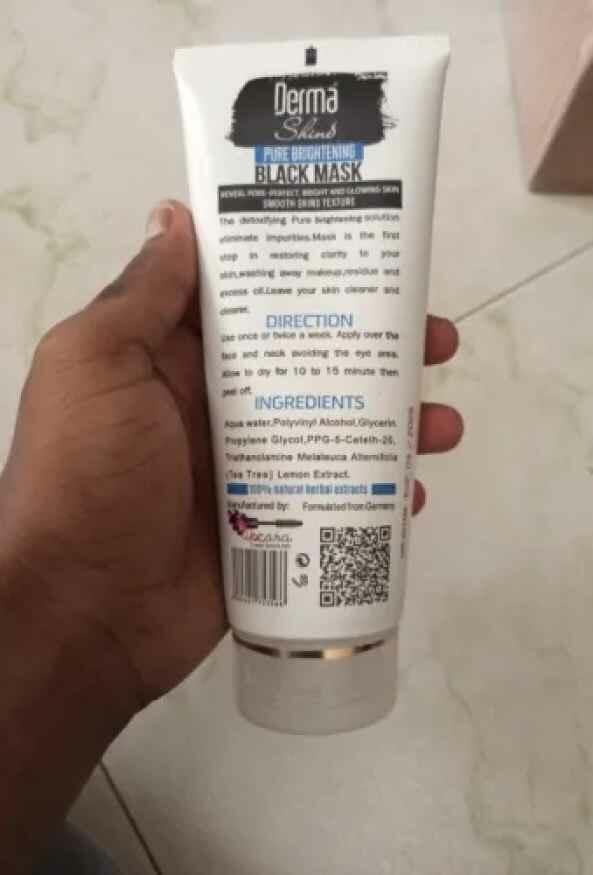 Derma
Shine
PURE BRIGHTENING
BLACK MASK
REVEAL PORE-PERFECT, BRIGHT AND GLOWING SKIN
SMOOTH SKINS TEXTURE
The detoxifying Pure brightening solution
eliminate impurities.Mask is the first
step in restoring clarity to your
skin,washing away makeup,residue and
excess oil.Leave your skin cleaner and
clearer.
DIRECTION
Use once or twice a week. Apply over the
face and neck avoiding the eye area.
Allow to dry for 10 to 15 minute then
peel off.
INGREDIENTS
Aqua water,Polyvinyl Alcohol,Glycerin,
Propylene Glycol,PPG-5-Ceteth-20,
Triethanolamine Melaleuca Alternifolia
(Tea Tree) Lemon Extract.
100% natural herbal extracts
Manufactured by: Formulated from Germany